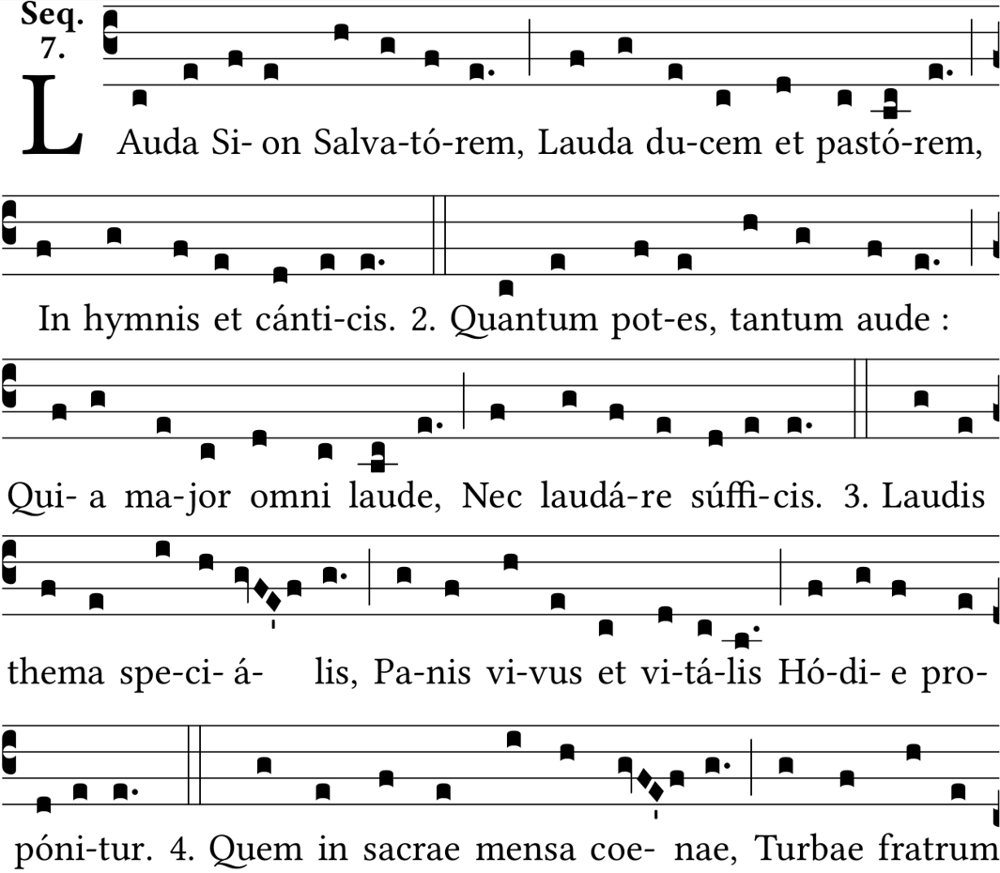 Seq.
7.
LAuda Si- on Salva-tó-rem, Lauda du-cem et pastó-rem,
In hymnis et cánti-cis. 2. Quantum pot-es, tantum aude :
Qui- a ma-jor omni laude, Nec laudá-re súffi-cis. 3. Laudis
thema spe-ci- á- lis, Pa-nis vi-vus et vi-tá-lis Hó-di- e pro-
póni-tur. 4. Quem in sacrae mensa coe- nae, Turbae fratrum